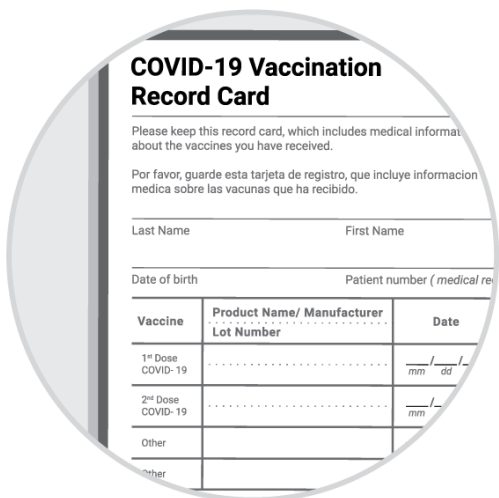 COVID-19 Vaccination
Record Card
Please keep this record card, which includes medical
about the vaccines you have received.
Por favor, guarde esta tarjeta de registro, que incluye informacion
medica sobre las vacunas que ha recibido.
Last Name First Name
Date of birth Patient number ( medical
Vaccine Product Name/ Manufacturer Date
Lot Number
1st Dose
COVID- 19
mm dd
2nd Dose
COVID- 19
mm
Other
Other